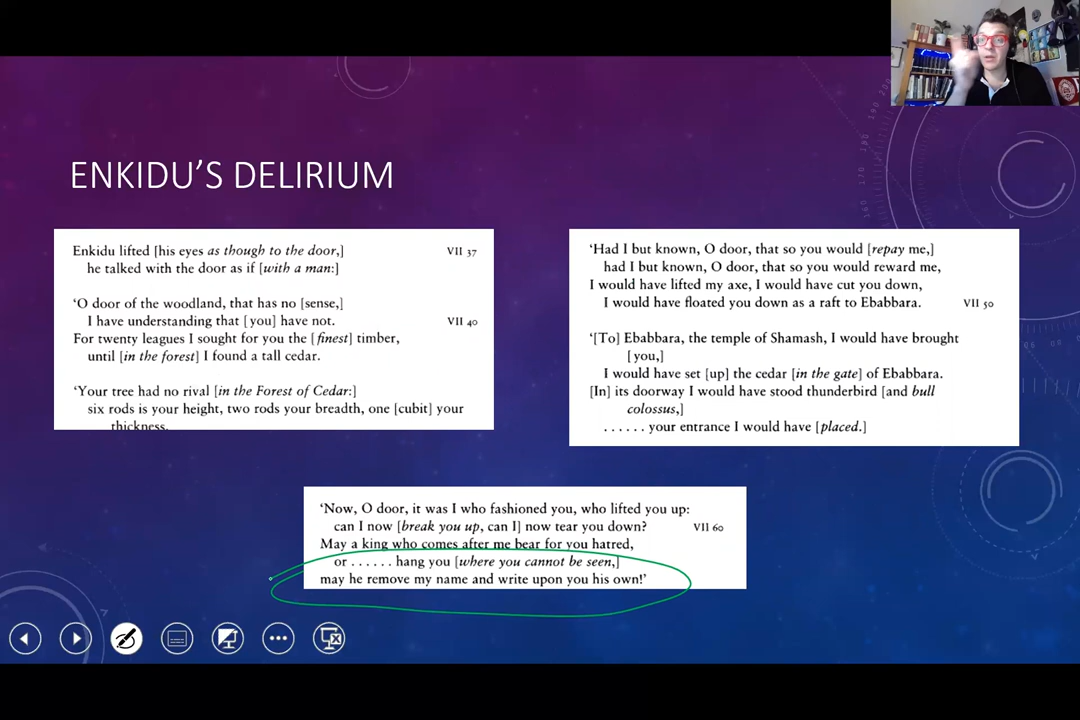 ENKIDU'S DELIRIUM
Enkidu lifted [his eyes as though to the door,] VII 37
he talked with the door as if [with a man:]
'O door of the woodland, that has no [sense,]
I have understanding that [you] have not. VII 40
For twenty leagues I sought for you the [finest] timber,
until [in the forest] I found a tall cedar.
'Your tree had no rival [in the Forest of Cedar:]
six rods is your height, two rods your breadth, one [cubit] your
thickness.
'Had I but known, O door, that so you would [repay me,]
had I but known, O door, that so you would reward me,
I would have lifted my axe, I would have cut you down,
I would have floated you down as a raft to Ebabbara. VII 50
'[To] Ebabbara, the temple of Shamash, I would have brought
[you,]
I would have set [up] the cedar [in the gate] of Ebabbara.
[In] its doorway I would have stood thunderbird [and bull
colossus,]
. . . . . . your entrance I would have [placed.]
'Now, O door, it was I who fashioned you, who lifted you up:
can I now [break you up, can I] now tear you down? VII 60
May a king who comes after me bear for you hatred,
or . . . . . . hang you [where you cannot be seen,]
may he remove my name and write upon you his own!'